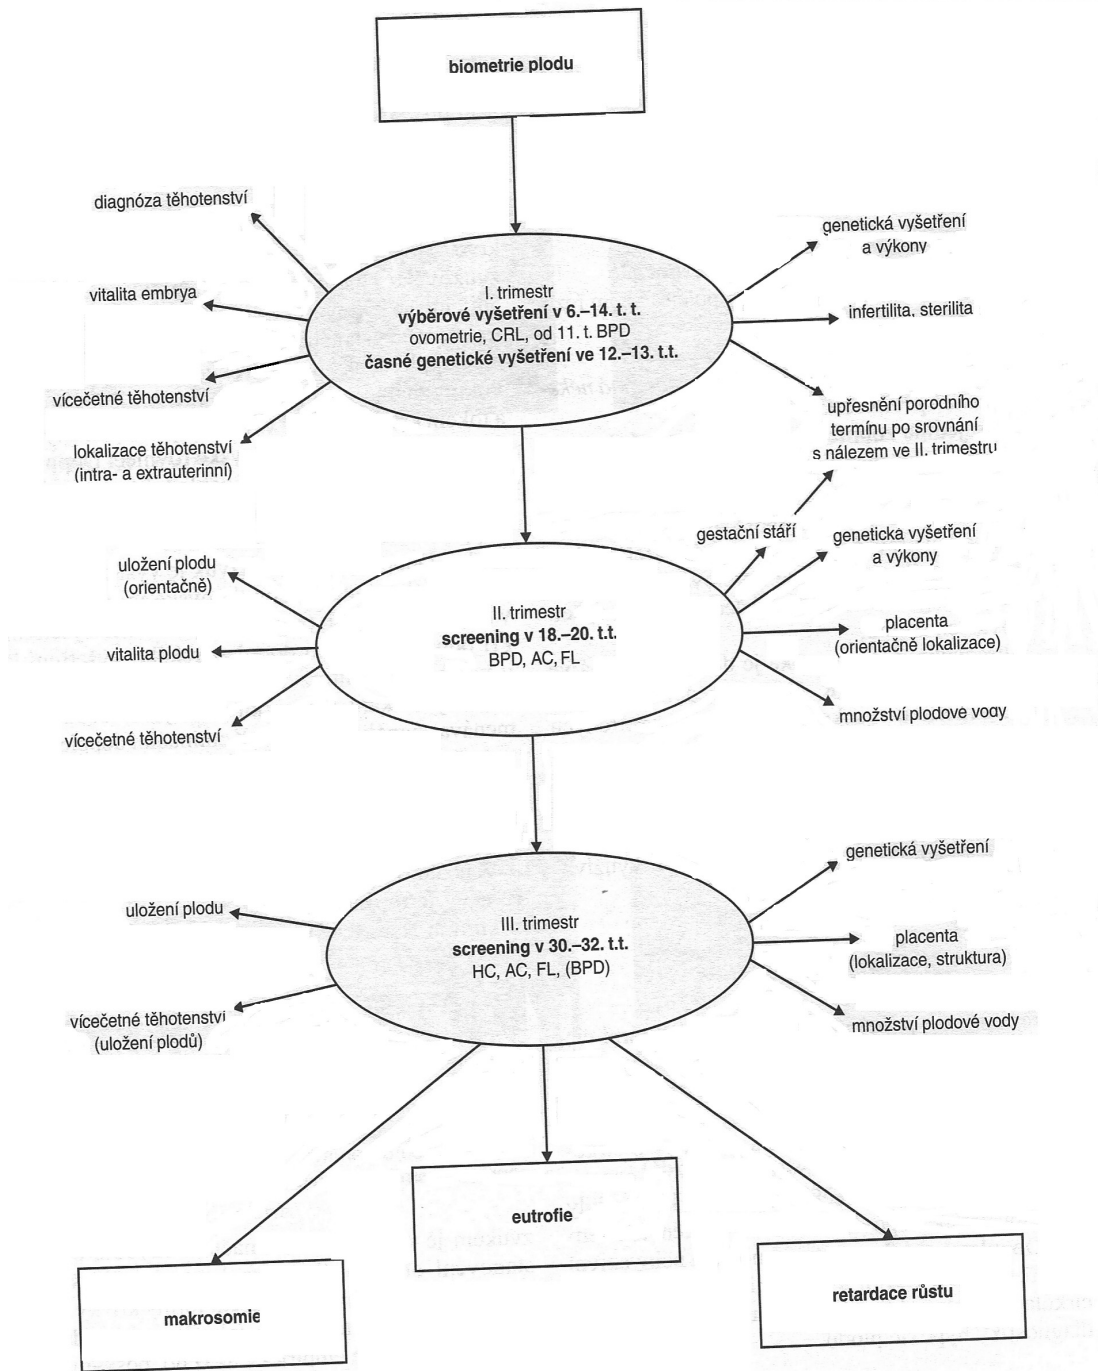 biometrie plodu
diagnóza těhotenství
vitalita embrya
vícečetné těhotenství
lokalizace těhotenství
(intra- a extrauterinní)
I. trimestr
výběrové vyšetření v 6.–14. t. t.
ovometrie, CRL, od 11. t. BPD
časné genetické vyšetření ve 12.–13. t.t.
genetická vyšetření
a výkony
infertilita, sterilita
upřesnění porodního
termínu po srovnání
s nálezem ve II. trimestru
gestační stáří
genetická vyšetření
a výkony
uložení plodu
(orientačně)
vitalita plodu
vícečetné těhotenství
II. trimestr
screening v 18.–20. t.t.
BPD, AC, FL
placenta
(orientačně lokalizace)
množství plodové vody
uložení plodu
vícečetné těhotenství
(uložení plodů)
III. trimestr
screening v 30.–32. t.t.
HC, AC, FL, (BPD)
genetická vyšetření
placenta
(lokalizace, struktura)
množství plodové vody
eutrofie
makrosomie
retardace růstu